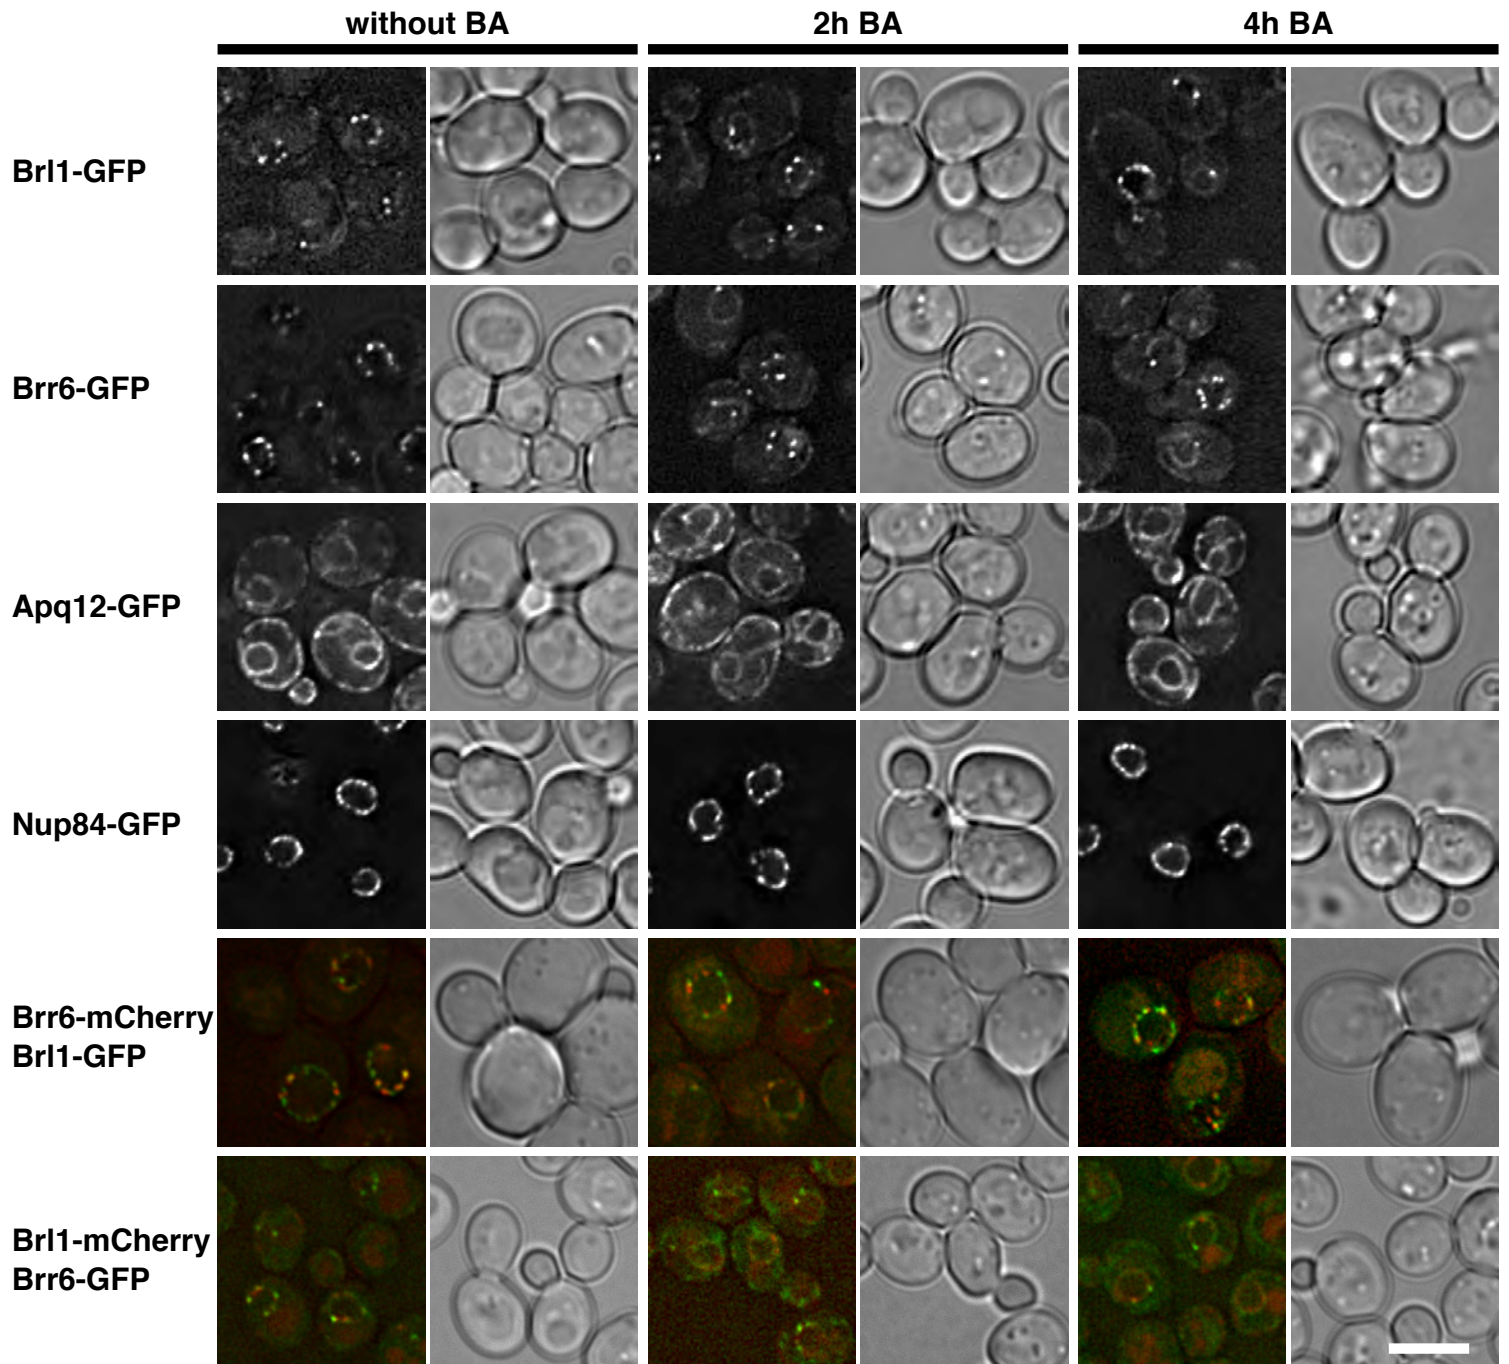 without BA
2h BA
4h BA
Brl1-GFP
Brr6-GFP
Apq12-GFP
Nup84-GFP
Brr6-mCherry
Brl1-GFP
Brl1-mCherry
Brr6-GFP